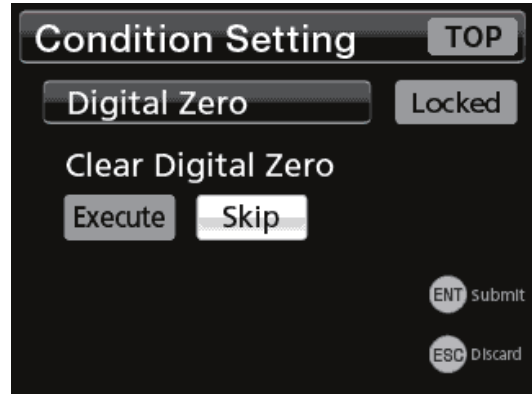 Condition Setting TOP
Digital Zero Locked
Clear Digital Zero
Execute Skip
ENT Submit
ESC Discard